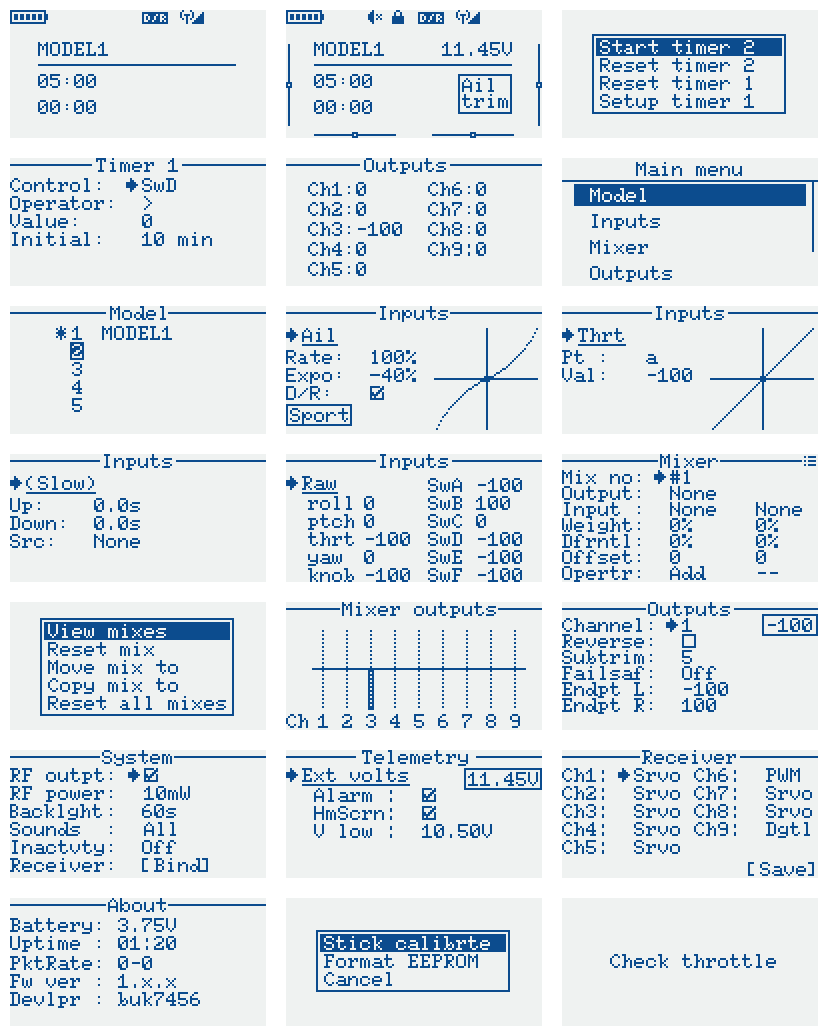 D/R
MODEL1
05:00
00:00
D/R
MODEL1 11.45V
05:00
00:00
Ail
trim
Start timer 2
Reset timer 2
Reset timer 1
Setup timer 1
Timer 1
Control: SwD
Operator: >
Value: 0
Initial: 10 min
Outputs
Ch1:0 Ch6:0
Ch2:0 Ch7:0
Ch3:-100 Ch8:0
Ch4:0 Ch9:0
Ch5:0
Main menu
Model
Inputs
Mixer
Outputs
Model
*1 MODEL1
2
3
4
5
Inputs
Ail
Rate: 100%
Expo: -40%
D/R:
Sport
Inputs
Thrt
Pt : a
Val: -100
Inputs
(Slow)
Up: 0.0s
Down: 0.0s
Src: None
Inputs
Raw SwA -100
roll 0 SwB 100
ptch 0 SwC 0
thrt -100 SwD -100
yaw 0 SwE -100
knob -100 SwF -100
Mixer
Mix no: #1
Output: None
Input : None None
Weight: 0% 0%
Dfrntl: 0% 0%
Offset: 0 0
Opertr: Add --
View mixes
Reset mix
Move mix to
Copy mix to
Reset all mixes
Mixer outputs
Ch 1 2 3 4 5 6 7 8 9
Outputs
Channel: 1 -100
Reverse:
Subtrim: 5
Failsaf: Off
Endpt L: -100
Endpt R: 100
System
RF outpt:
RF power: 10mW
Backlght: 60s
Sounds : All
Inactvty: Off
Receiver: [Bind]
Telemetry
Ext volts 11.45V
Alarm :
HmScrn:
V low : 10.50V
Receiver
Ch1: Srvo Ch6: PWM
Ch2: Srvo Ch7: Srvo
Ch3: Srvo Ch8: Srvo
Ch4: Srvo Ch9: Dgtl
Ch5: Srvo
[Save]
About
Battery: 3.75V
Uptime : 01:20
PktRate: 0-0
Fw ver : 1.x.x
Devlpr : buk7456
Stick calibrte
Format EEPROM
Cancel
Check throttle